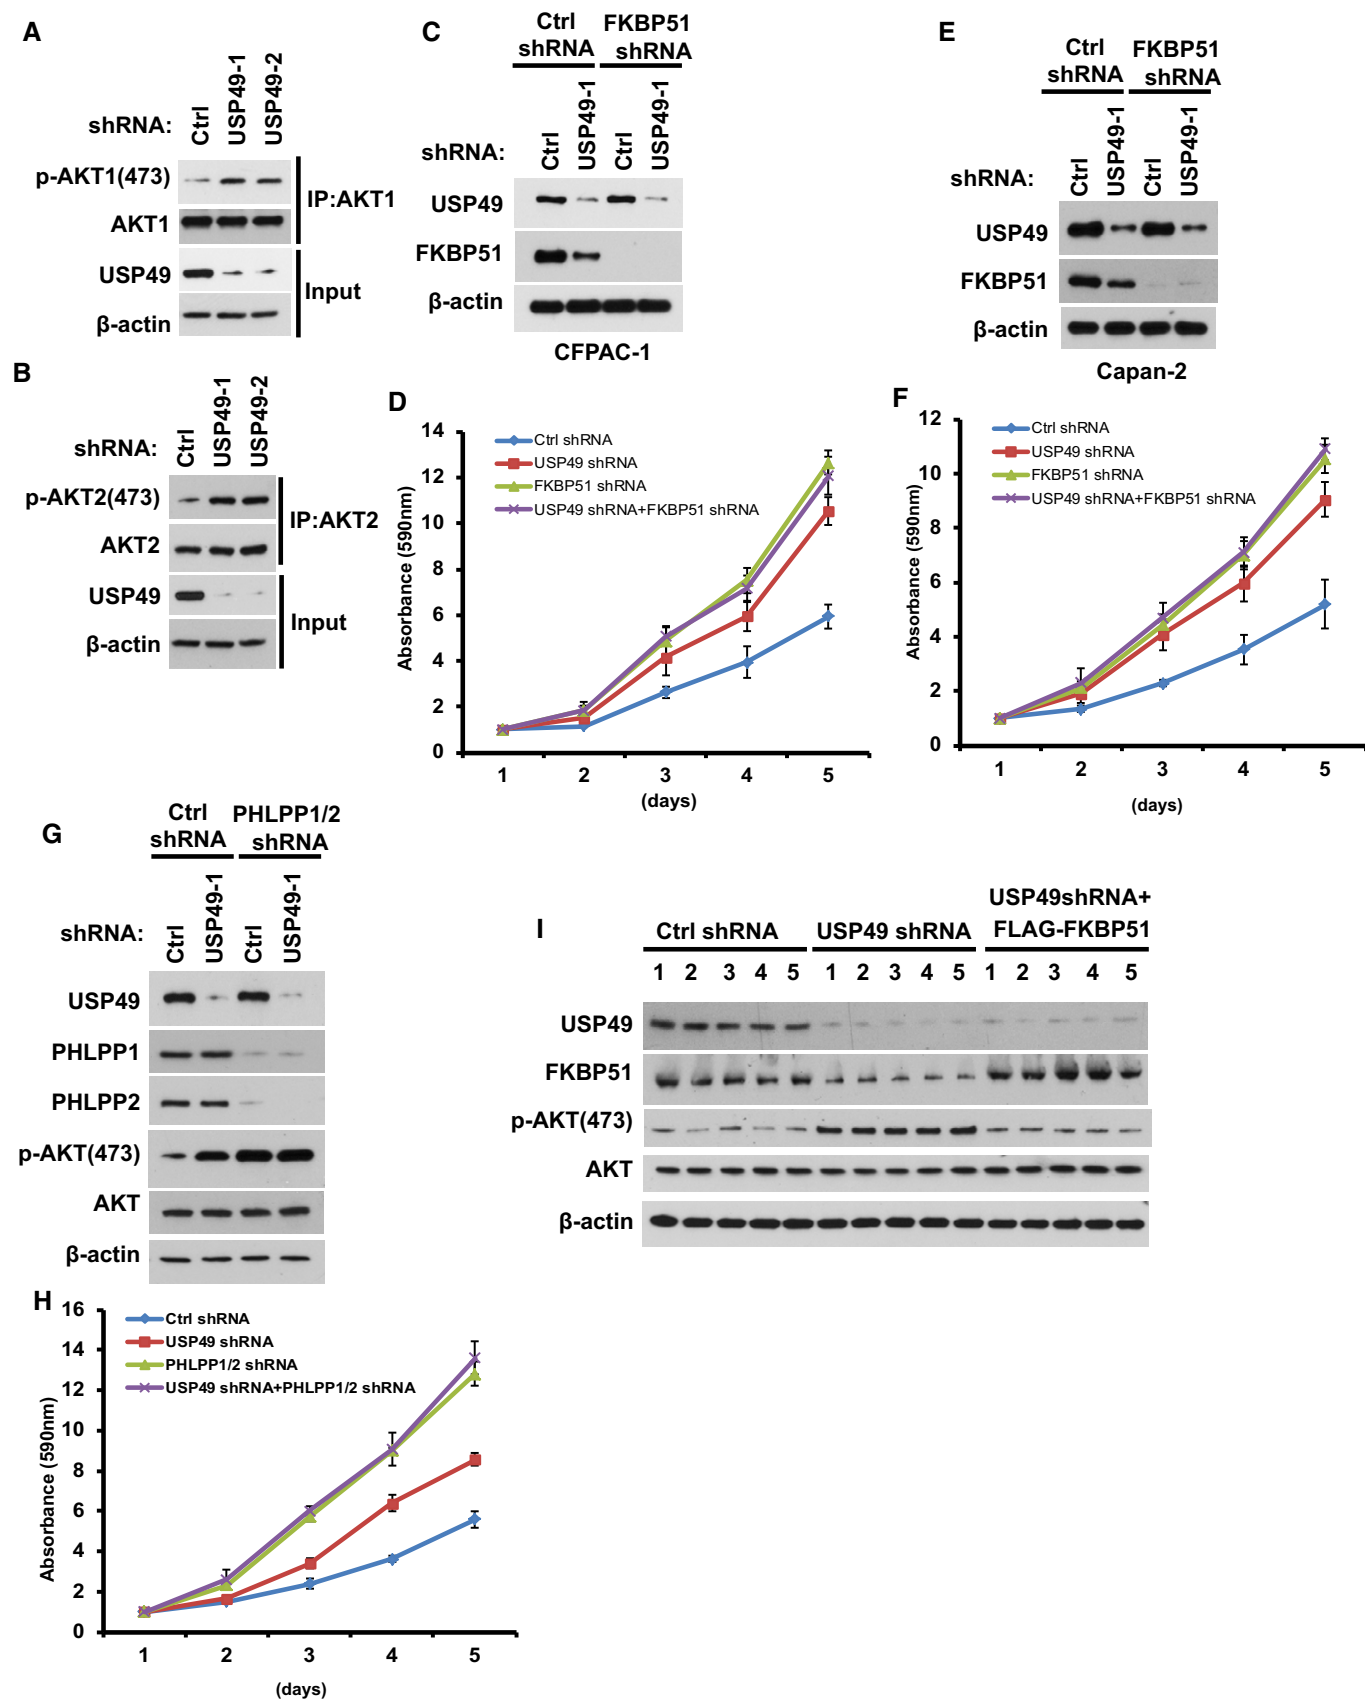 A
shRNA:
Ctrl
USP49-1
USP49-2
p-AKT1(473)
AKT1
IP:AKT1
USP49
β-actin
Input
B
shRNA:
Ctrl
USP49-1
USP49-2
p-AKT2(473)
AKT2
IP:AKT2
USP49
β-actin
Input
C
Ctrl
shRNA
FKBP51
shRNA
shRNA:
Ctrl
USP49-1
Ctrl
USP49-1
USP49
FKBP51
β-actin
CFPAC-1
D
Absorbance (590nm)
14
12
10
8
6
4
2
0
Ctrl shRNA
USP49 shRNA
FKBP51 shRNA
USP49 shRNA+FKBP51 shRNA
1 2 3 4 5
(days)
E
Ctrl
shRNA
FKBP51
shRNA
shRNA:
Ctrl
USP49-1
Ctrl
USP49-1
USP49
FKBP51
β-actin
Capan-2
F
Absorbance (590nm)
12
10
8
6
4
2
0
Ctrl shRNA
USP49 shRNA
FKBP51 shRNA
USP49 shRNA+FKBP51 shRNA
1 2 3 4 5
(days)
G
Ctrl
shRNA
PHLPP1/2
shRNA
shRNA:
Ctrl
USP49-1
Ctrl
USP49-1
USP49
PHLPP1
PHLPP2
p-AKT(473)
AKT
β-actin
H
Absorbance (590nm)
16
14
12
10
8
6
4
2
0
Ctrl shRNA
USP49 shRNA
PHLPP1/2 shRNA
USP49 shRNA+PHLPP1/2 shRNA
1 2 3 4 5
(days)
I
Ctrl shRNA
USP49 shRNA
USP49shRNA+
FLAG-FKBP51
1 2 3 4 5 1 2 3 4 5 1 2 3 4 5
USP49
FKBP51
p-AKT(473)
AKT
β-actin